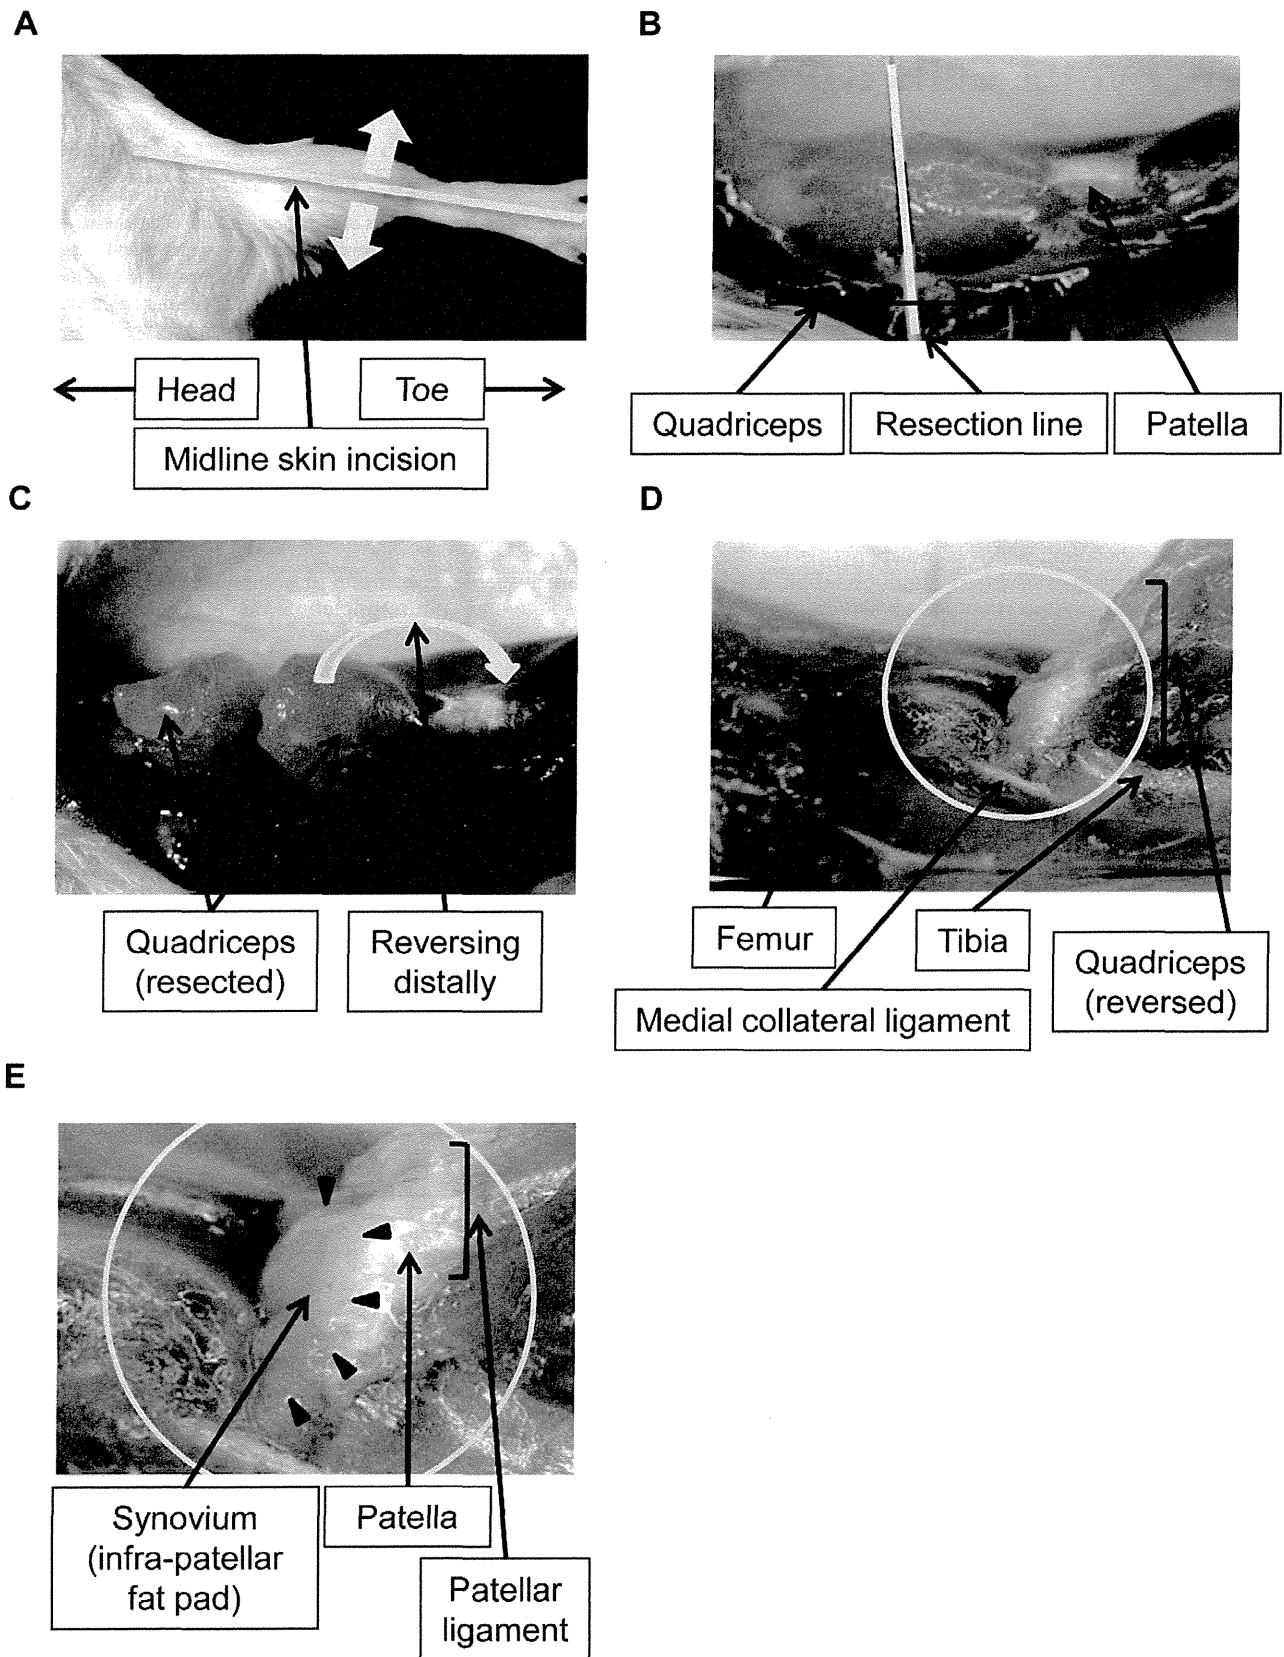 A
B
Head
Toe
Midline skin incision
Quadriceps
Resection line
Patella
C
D
Quadriceps
(resected)
Reversing
distally
Femur
Tibia
Quadriceps
(reversed)
Medial collateral ligament
E
Synovium
(infra-patellar
fat pad)
Patella
Patellar
ligament